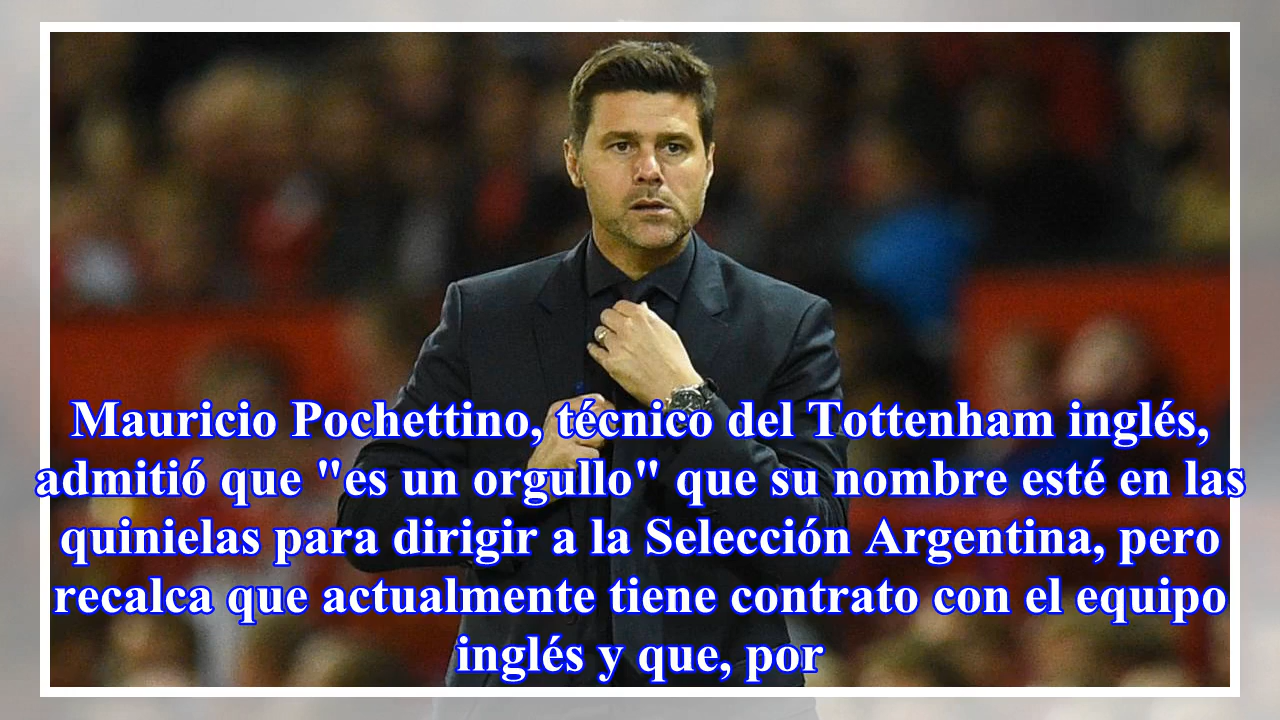 Mauricio Pochettino, técnico del Tottenham inglés,
admitió que "es un orgullo" que su nombre esté en las
quinielas para dirigir a la Selección Argentina, pero
recalca que actualmente tiene contrato con el equipo
inglés y que, por